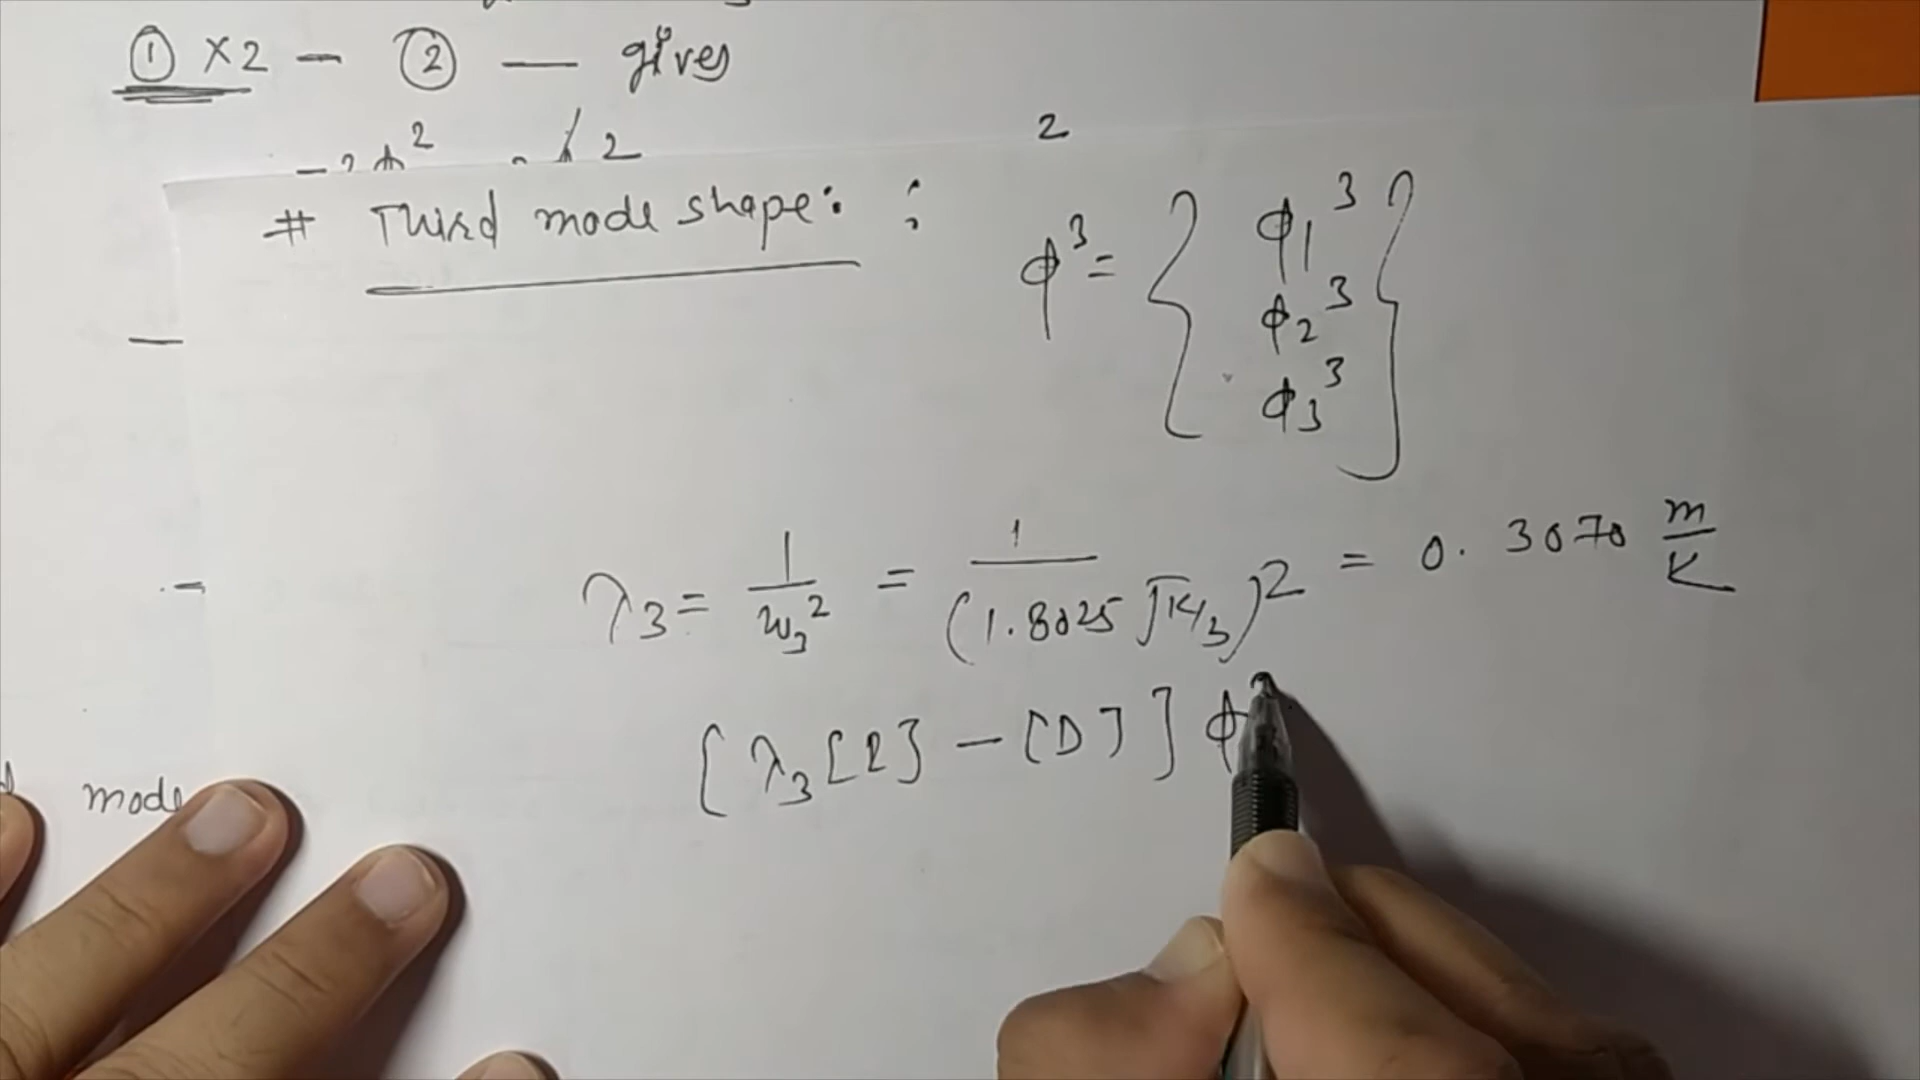 ① ×2 — ② — gives
2 2
# Third mode shape: : ϕ³ = { ϕ₁³
ϕ₂³
ϕ₃³ }
λ₃ = 1/ω₃² = 1/(1.8025 √K/3)² = 0.3070 m/K
[λ₃[I] - [D]] ϕ
mode